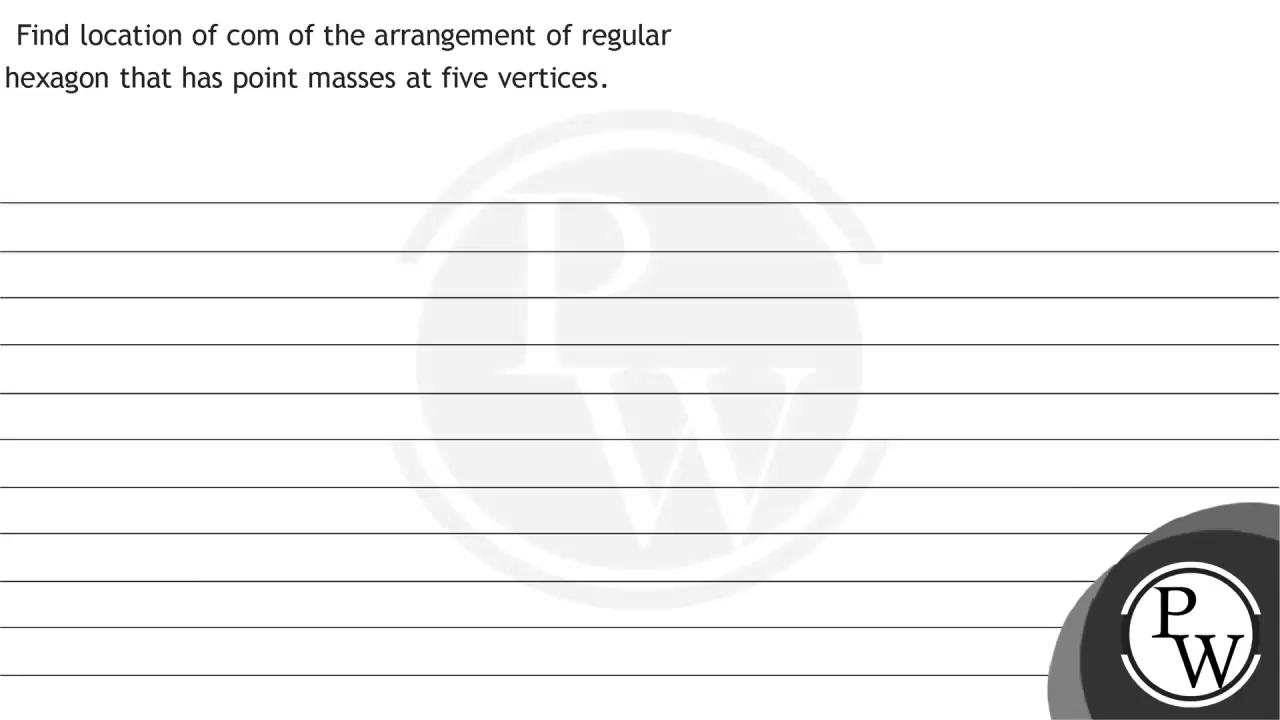 Find location of com of the arrangement of regular
hexagon that has point masses at five vertices.
P
W
P
W